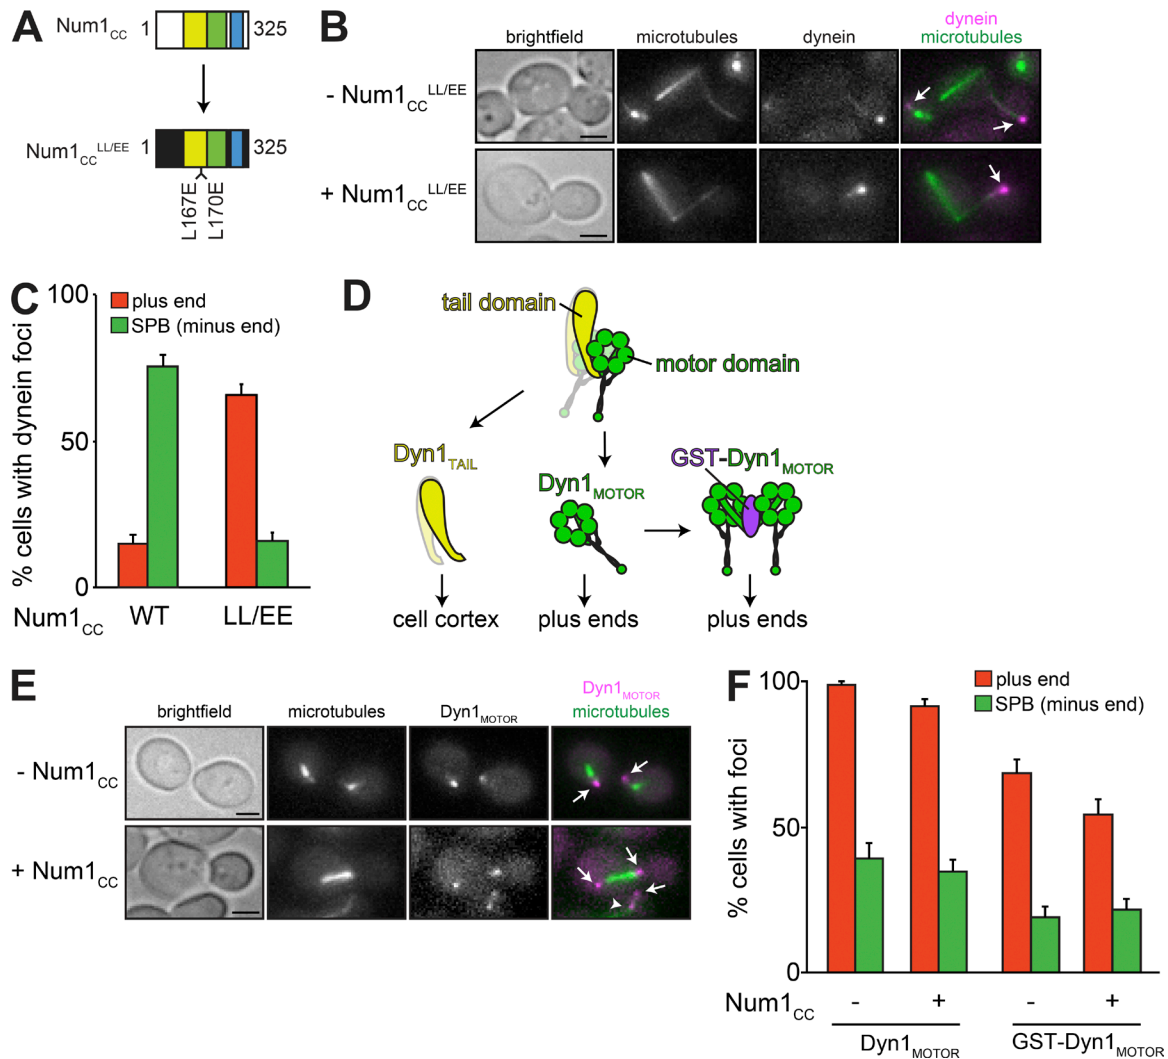 A
Num1CC 1 325
Num1CC LL/EE 1 325
L167E
L170E
B
dynein
brightfield microtubules dynein microtubules
- Num1CC LL/EE
+ Num1CC LL/EE
C
100
50
0
% cells with dynein foci
plus end
SPB (minus end)
Num1CC WT LL/EE
D
tail domain
motor domain
Dyn1TAIL
Dyn1MOTOR
GST-Dyn1MOTOR
cell cortex plus ends plus ends
E
Dyn1MOTOR
brightfield microtubules Dyn1MOTOR microtubules
- Num1CC
+ Num1CC
F
100
50
0
% cells with foci
plus end
SPB (minus end)
Num1CC - + - +
Dyn1MOTOR GST-Dyn1MOTOR